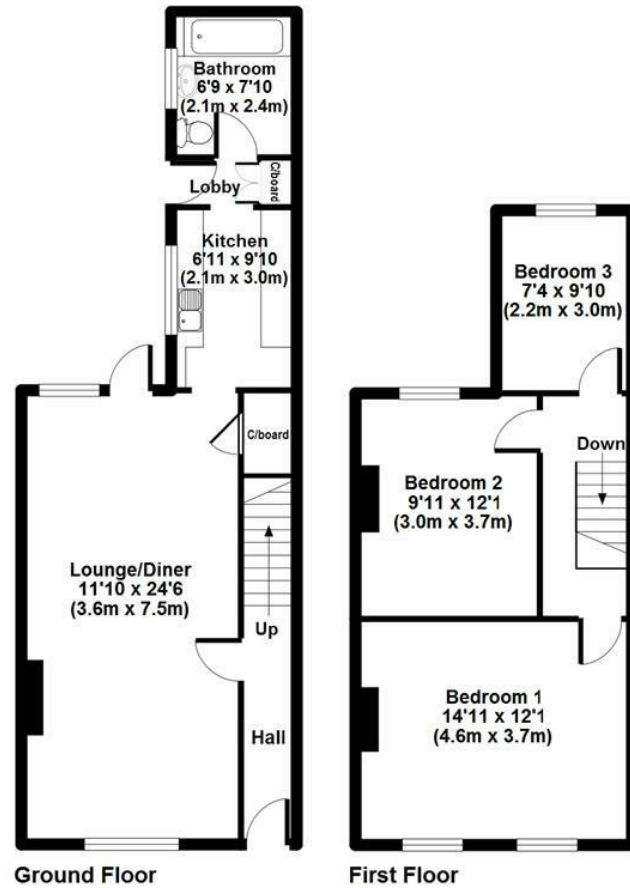 Bathroom
6'9 x 7'10
(2.1m x 2.4m)
Lobby
C/board
Kitchen
6'11 x 9'10
(2.1m x 3.0m)
C/board
Lounge/Diner
11'10 x 24'6
(3.6m x 7.5m)
Up
Hall
Ground Floor
Bedroom 3
7'4 x 9'10
(2.2m x 3.0m)
Down
Bedroom 2
9'11 x 12'1
(3.0m x 3.7m)
Bedroom 1
14'11 x 12'1
(4.6m x 3.7m)
First Floor